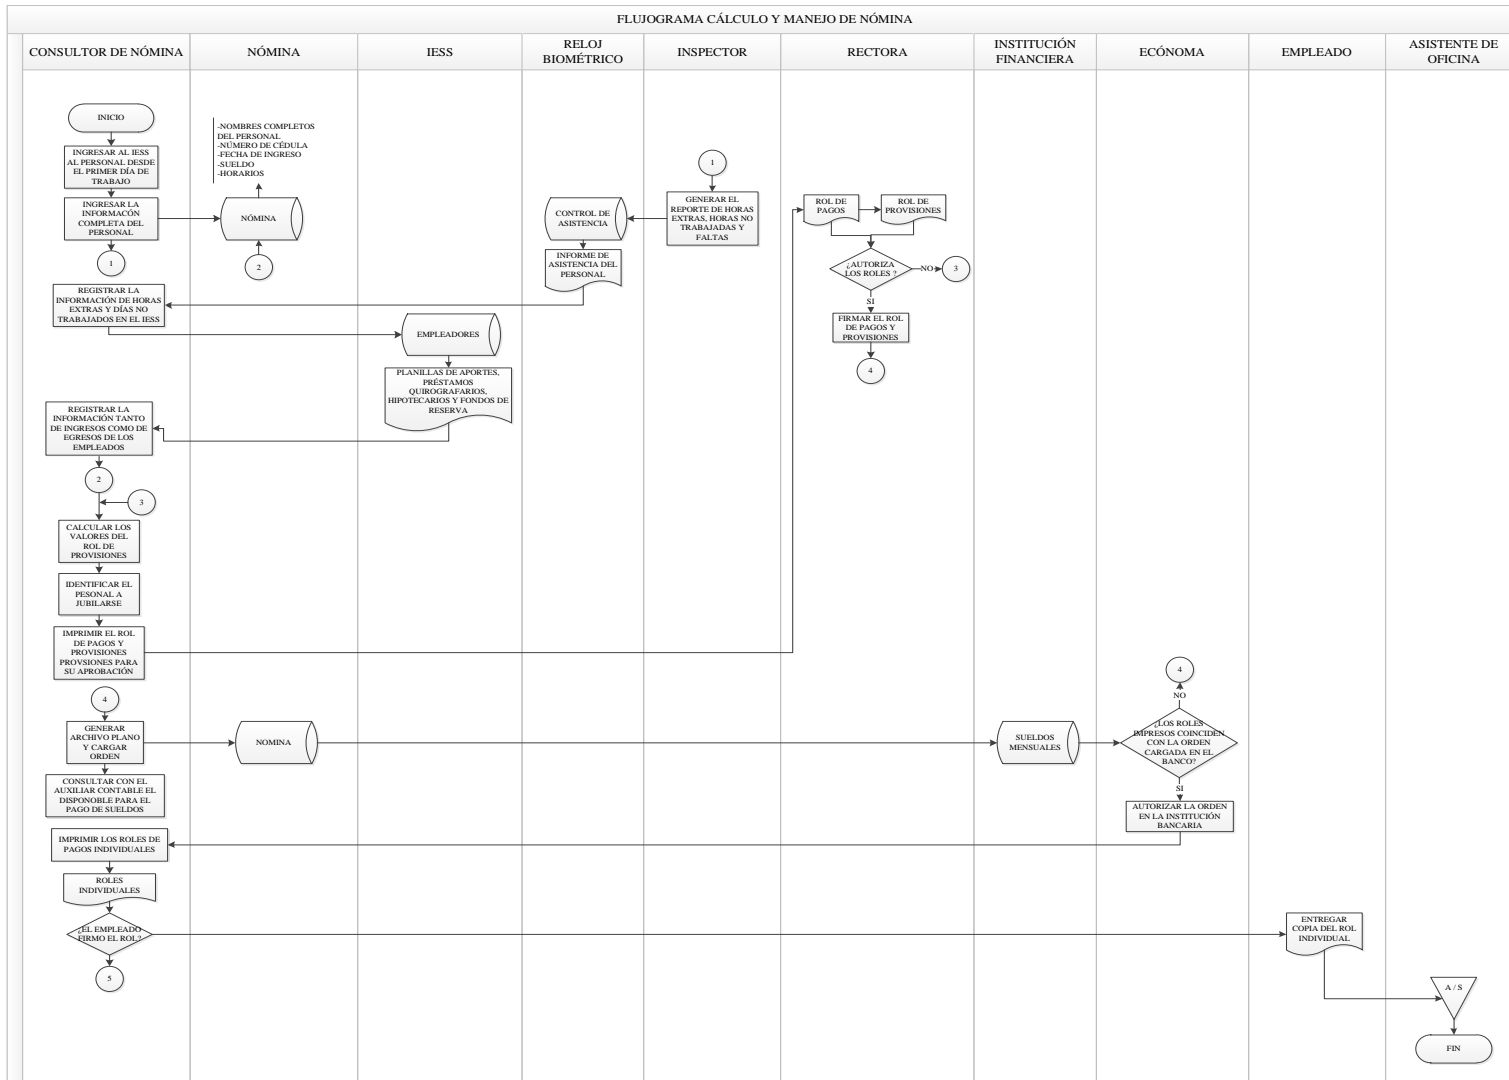 FLUJOGRAMA CÁLCULO Y MANEJO DE NÓMINA
CONSULTOR DE NÓMINA
NÓMINA
IESS
RELOJ
BIOMÉTRICO
INSPECTOR
RECTORA
INSTITUCIÓN
FINANCIERA
ECÓNOMA
EMPLEADO
ASISTENTE DE
OFICINA
INICIO
INGRESAR AL IESS
AL PERSONAL DESDE
EL PRIMER DÍA DE
TRABAJO
INGRESAR LA
INFORMACÓN
COMPLETA DEL
PERSONAL
1
-NOMBRES COMPLETOS
DEL PERSONAL
-NÚMERO DE CÉDULA
-FECHA DE INGRESO
-SUELDO
-HORARIOS
NÓMINA
2
1
GENERAR EL
REPORTE DE HORAS
EXTRAS, HORAS NO
TRABAJADAS Y
FALTAS
CONTROL DE
ASISTENCIA
INFORME DE
ASISTENCIA DEL
PERSONAL
ROL DE
PAGOS
ROL DE
PROVISIONES
¿AUTORIZA
LOS ROLES ?
NO
3
SI
FIRMAR EL ROL
DE PAGOS Y
PROVISIONES
4
REGISTRAR LA
INFORMACIÓN DE HORAS
EXTRAS Y DÍAS NO
TRABAJADOS EN EL IESS
EMPLEADORES
PLANILLAS DE APORTES,
PRÉSTAMOS
QUIROGRAFARIOS,
HIPOTECARIOS Y FONDOS DE
RESERVA
REGISTRAR LA
INFORMACIÓN TANTO
DE INGRESOS COMO DE
EGRESOS DE LOS
EMPLEADOS
2
3
CALCULAR LOS
VALORES DEL
ROL DE
PROVISIONES
IDENTIFICAR EL
PESONAL A
JUBILARSE
IMPRIMIR EL ROL
DE PAGOS Y
PROVISIONES
PROVSIONES PARA
SU APROBACIÓN
4
GENERAR
ARCHIVO PLANO
Y CARGAR
ORDEN
NOMINA
SUELDOS
MENSUALES
4
NO
¿LOS ROLES
IMPRESOS COINCIDEN
CON LA ORDEN
CARGADA EN EL
BANCO?
SI
AUTORIZAR LA ORDEN
EN LA INSTITUCIÓN
BANCARIA
CONSULTAR CON EL
AUXILIAR CONTABLE EL
DISPONOBLE PARA EL
PAGO DE SUELDOS
IMPRIMIR LOS ROLES DE
PAGOS INDIVIDUALES
ROLES
INDIVIDUALES
¿EL EMPLEADO
FIRMO EL ROL?
5
ENTREGAR
COPIA DEL ROL
INDIVIDUAL
A / S
FIN